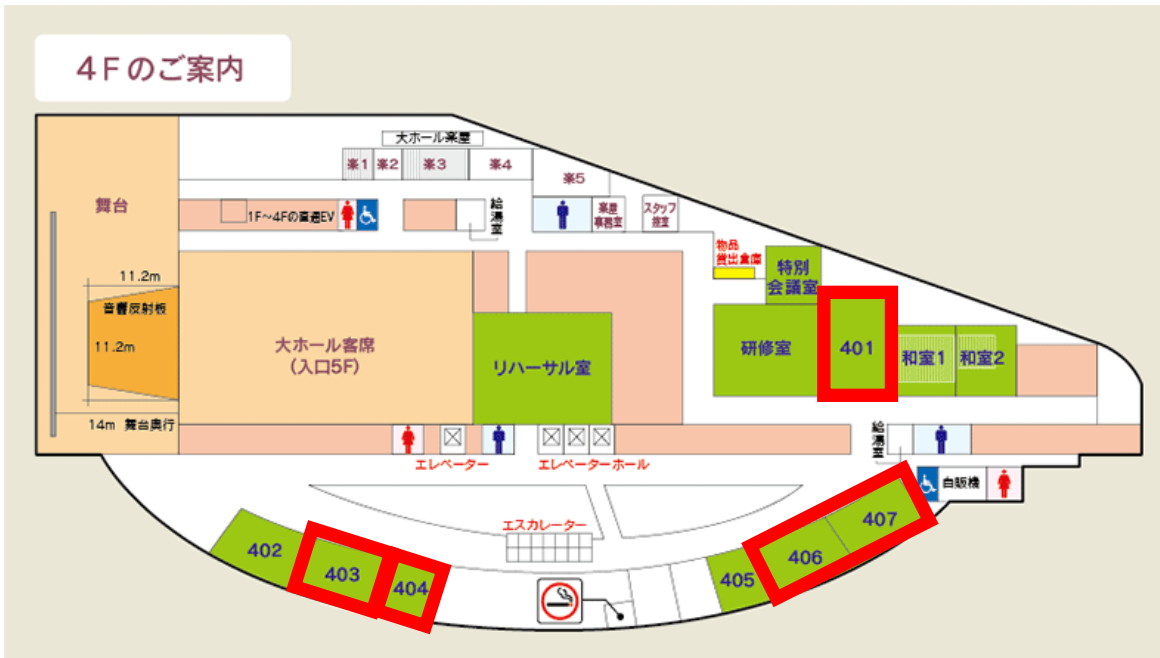 4Fのご案内
大ホール楽屋
楽1
楽2
楽3
楽4
楽5
舞台
1F～4Fの直通EV
給湯室
楽屋
事務室
スタッフ
控室
物品
貸出倉庫
特別
会議室
11.2m
音響反射板
11.2m
大ホール客席
(入口5F)
リハーサル室
研修室
401
和室1
和室2
14m 舞台奥行
エレベーター
エレベーターホール
給湯室
自販機
エスカレーター
402
403
404
405
406
407